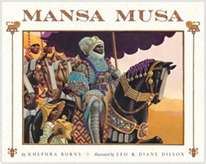 MANSA MUSA
by KHEPHRA BURNS illustrated by LEO & DIANE DILLON